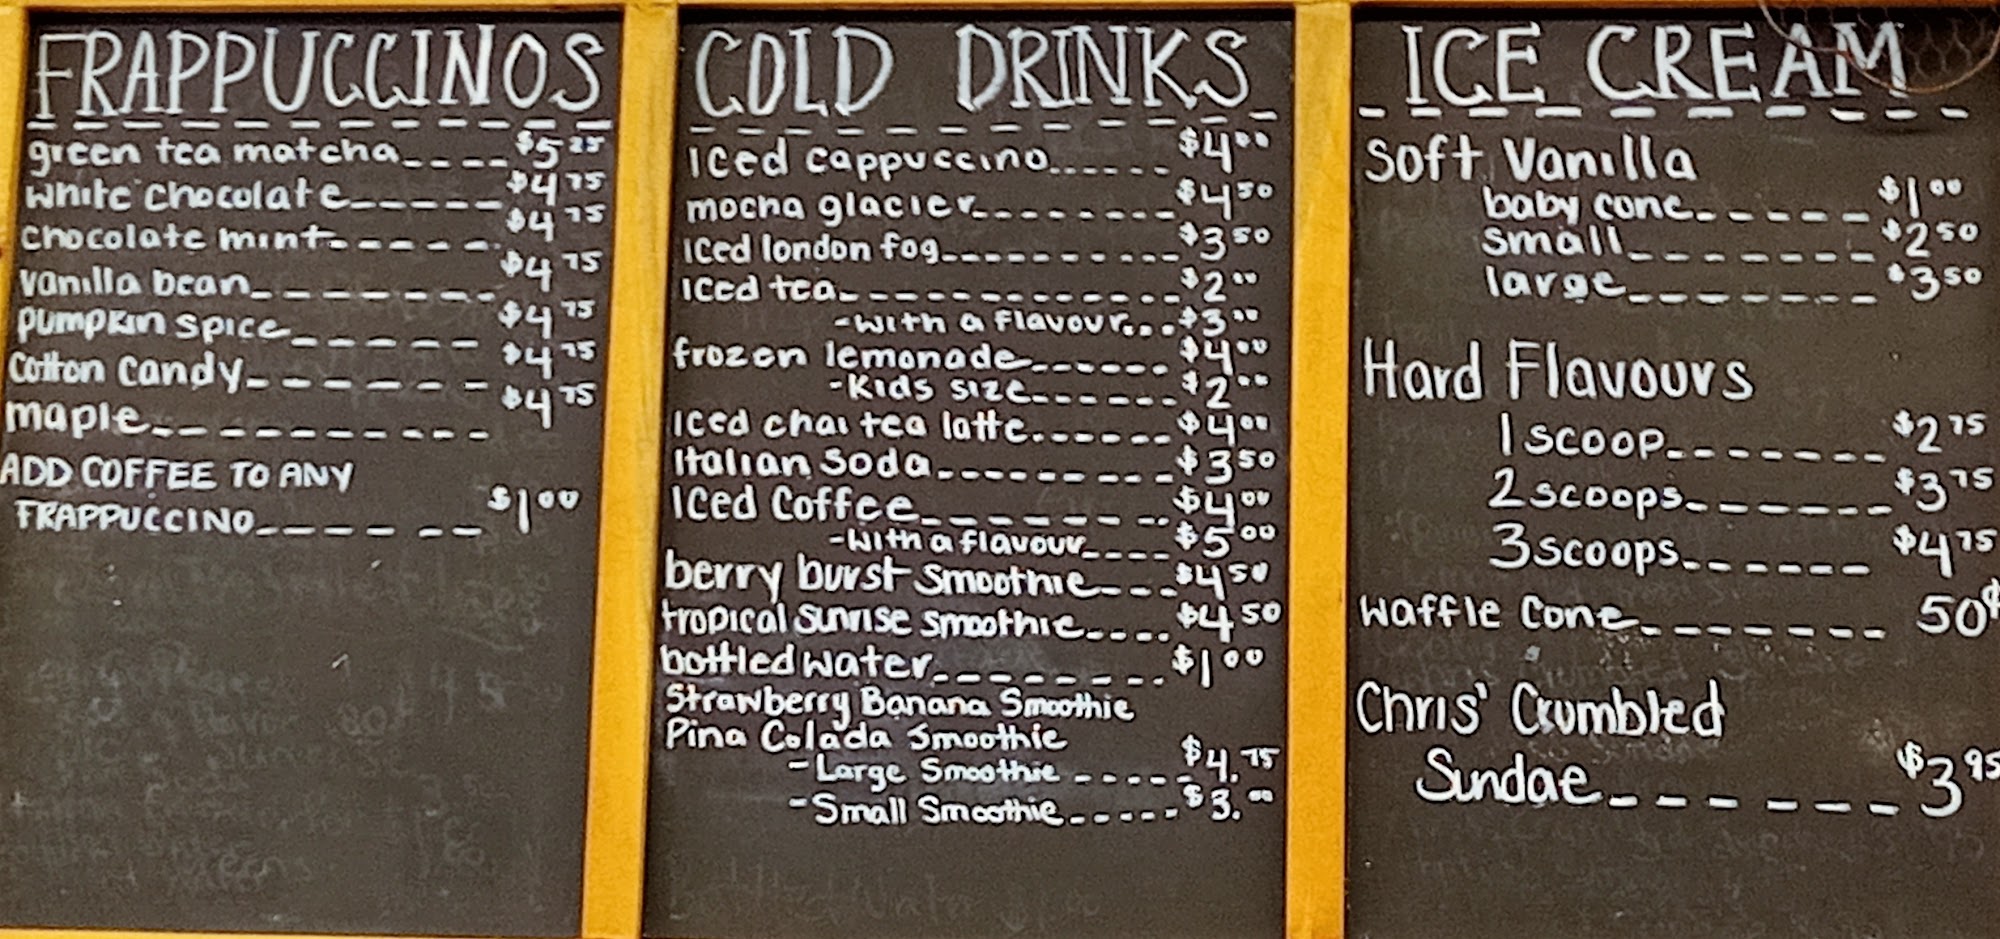 FRAPPUCCINOS
green tea matcha $5.25
white chocolate $4.75
chocolate mint $4.75
vanilla bean $4.75
pumpkin spice $4.75
Cotton Candy $4.75
maple $4.75
ADD COFFEE TO ANY
FRAPPUCCINO $1.00
COLD DRINKS
Iced cappuccino $4.00
mocha glacier $4.50
Iced london fog $3.50
Iced tea $2.00
-with a flavour $3.00
frozen lemonade $4.00
-Kids size $2.00
Iced chai tea latte $4.00
Italian Soda $3.50
Iced Coffee $4.00
-with a flavour $5.00
berry burst smoothie $4.50
tropical sunrise smoothie $4.50
bottled water $1.00
Strawberry Banana Smoothie
Pina Colada Smoothie
-Large Smoothie $4.75
-Small Smoothie $3.00
ICE CREAM
Soft Vanilla
baby cone $1.00
small $2.50
large $3.50
Hard Flavours
1 scoop $2.75
2 scoops $3.75
3 scoops $4.75
Waffle Cone 50¢
Chris' Crumbled
Sundae $3.95